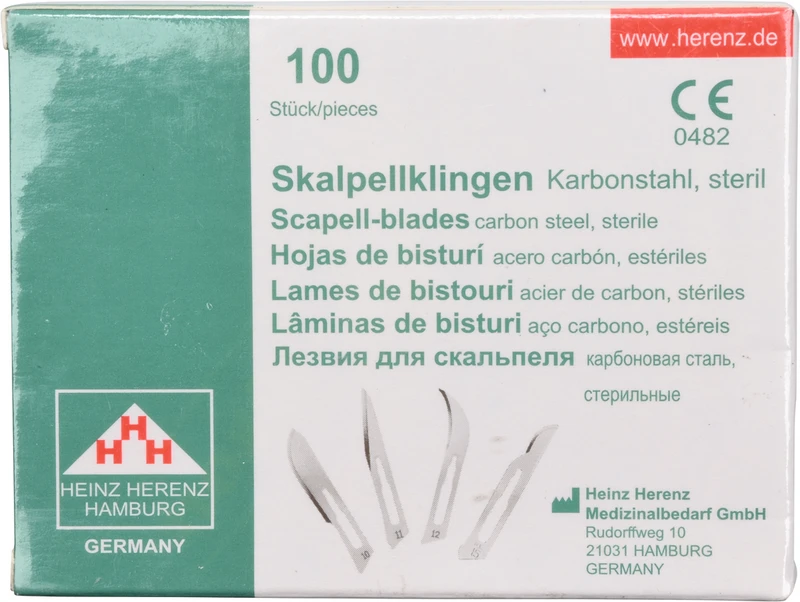 www.herenz.de
100
Stück/pieces
CE
0482
Skalpellklingen Karbonstahl, steril
Scapell-blades carbon steel, sterile
Hojas de bisturí acero carbón, estériles
Lames de bistouri acier de carbon, stériles
Lâminas de bisturi aço carbono, estéreis
Лезвия для скальпеля карбоновая сталь,
стерильные
H
H H
HEINZ HERENZ
HAMBURG
GERMANY
10
11
12
15
Heinz Herenz
Medizinalbedarf GmbH
Rudorffweg 10
21031 HAMBURG
GERMANY